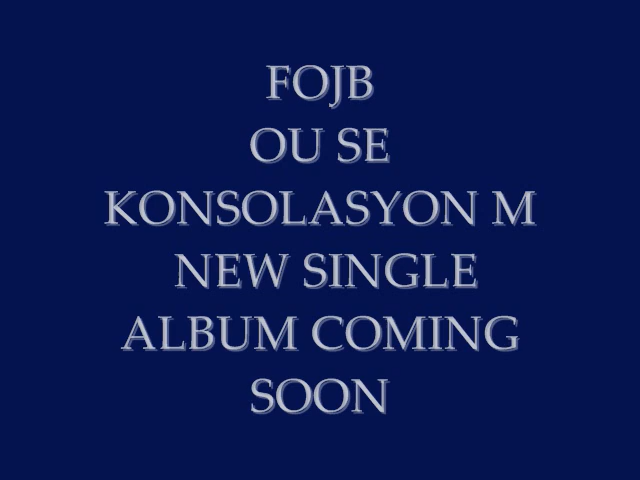 FOJB
OU SE
KONSOLASYON M
NEW SINGLE
ALBUM COMING
SOON